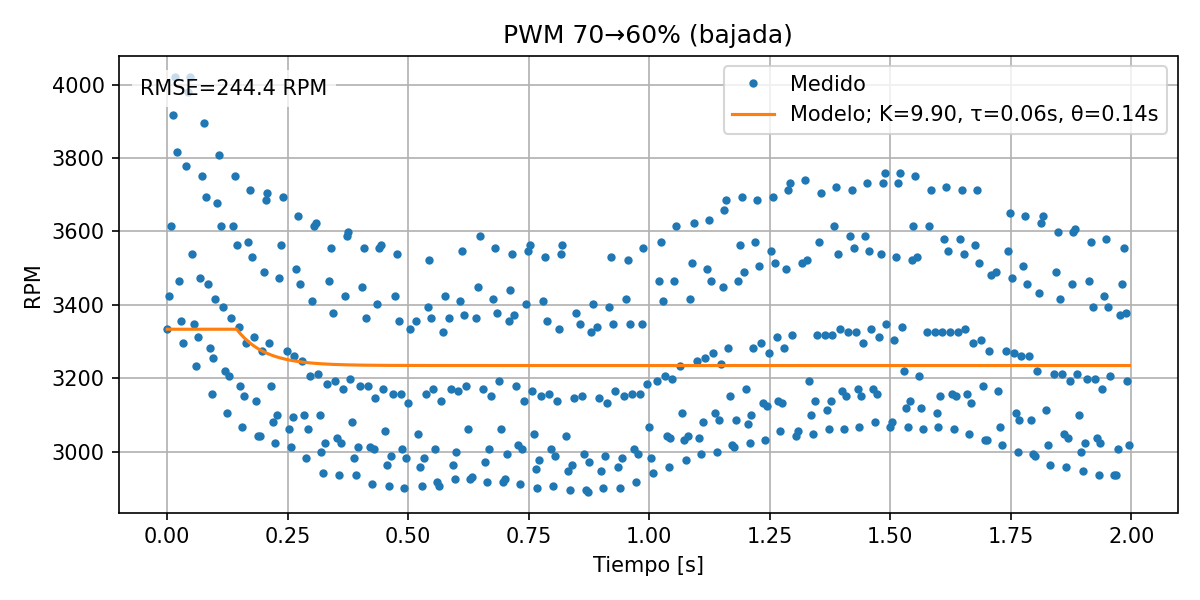 PWM 70→60% (bajada)
RMSE=244.4 RPM
Medido
Modelo; K=9.90, τ=0.06s, θ=0.14s
4000
3800
3600
3400
3200
3000
RPM
0.00 0.25 0.50 0.75 1.00 1.25 1.50 1.75 2.00
Tiempo [s]